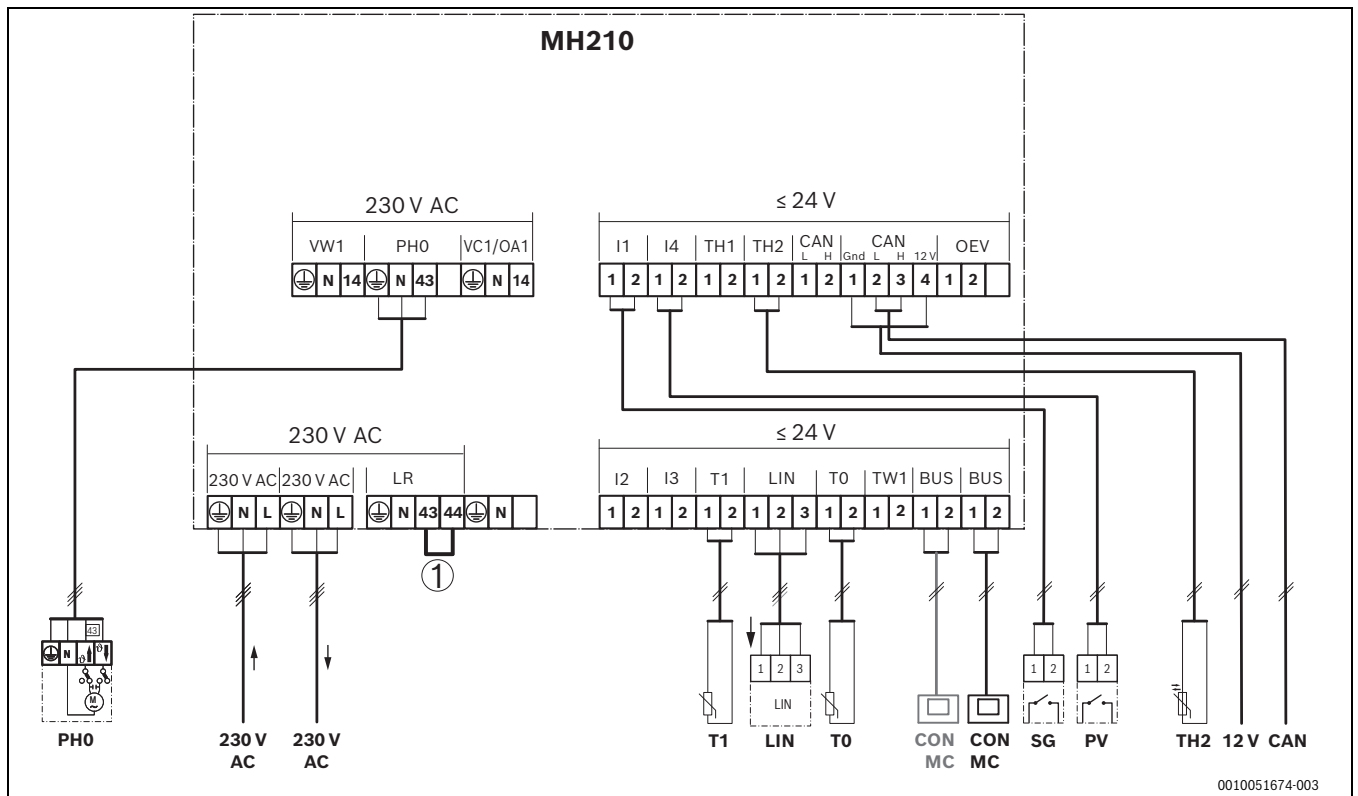 MH210
230 V AC ≤ 24 V
VW1 PH0 VC1/OA1 I1 I4 TH1 TH2 CAN CAN OEV
L H Gnd L H 12 V
N 14 N 43 N 14 1 2 1 2 1 2 1 2 1 2 1 2 3 4 1 2
230 V AC ≤ 24 V
230 V AC 230 V AC LR I2 I3 T1 LIN T0 TW1 BUS BUS
N L N L N 43 44 N 1 2 1 2 1 2 1 2 3 1 2 1 2 1 2 1 2
1
43
N ϑ ϑ
1 2 3 1 2 1 2
M
~
LIN
PH0 230 V AC 230 V AC T1 LIN T0 CON MC CON MC SG PV TH2 12 V CAN
0010051674-003